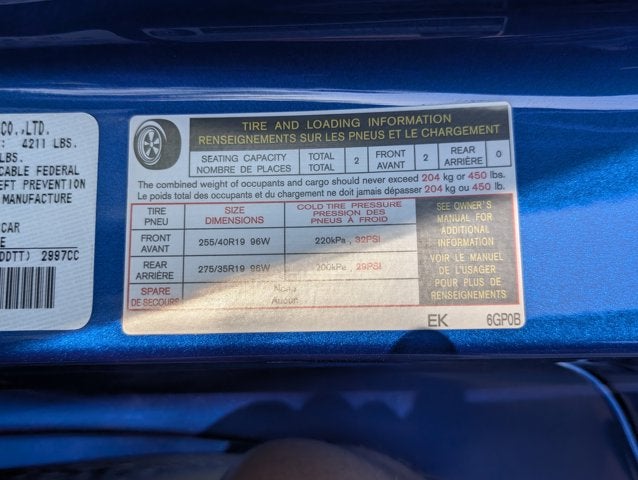 CO.,LTD.
4211 LBS.
LBS.
CABLE FEDERAL
EFT PREVENTION
MANUFACTURE
CAR
DDTT) 2997CC
TIRE AND LOADING INFORMATION
RENSEIGNEMENTS SUR LES PNEUS ET LE CHARGEMENT
SEATING CAPACITY TOTAL 2 FRONT 2 REAR 0
NOMBRE DE PLACES TOTAL AVANT ARRIÈRE
The combined weight of occupants and cargo should never exceed 204 kg or 450 lbs.
Le poids total des occupants et du chargement ne doit jamais dépasser 204 kg ou 450 lb.
TIRE PNEU
SIZE DIMENSIONS
COLD TIRE PRESSURE
PRESSION DES PNEUS À FROID
FRONT AVANT 255/40R19 96W 220kPa , 32PSI
REAR ARRIÈRE 275/35R19 96W 200kPa , 29PSI
SPARE DE SECOURS None Aucun
SEE OWNER'S
MANUAL FOR
ADDITIONAL
INFORMATION
VOIR LE MANUEL
DE L'USAGER
POUR PLUS DE
RENSEIGNEMENTS
EK 6GP0B